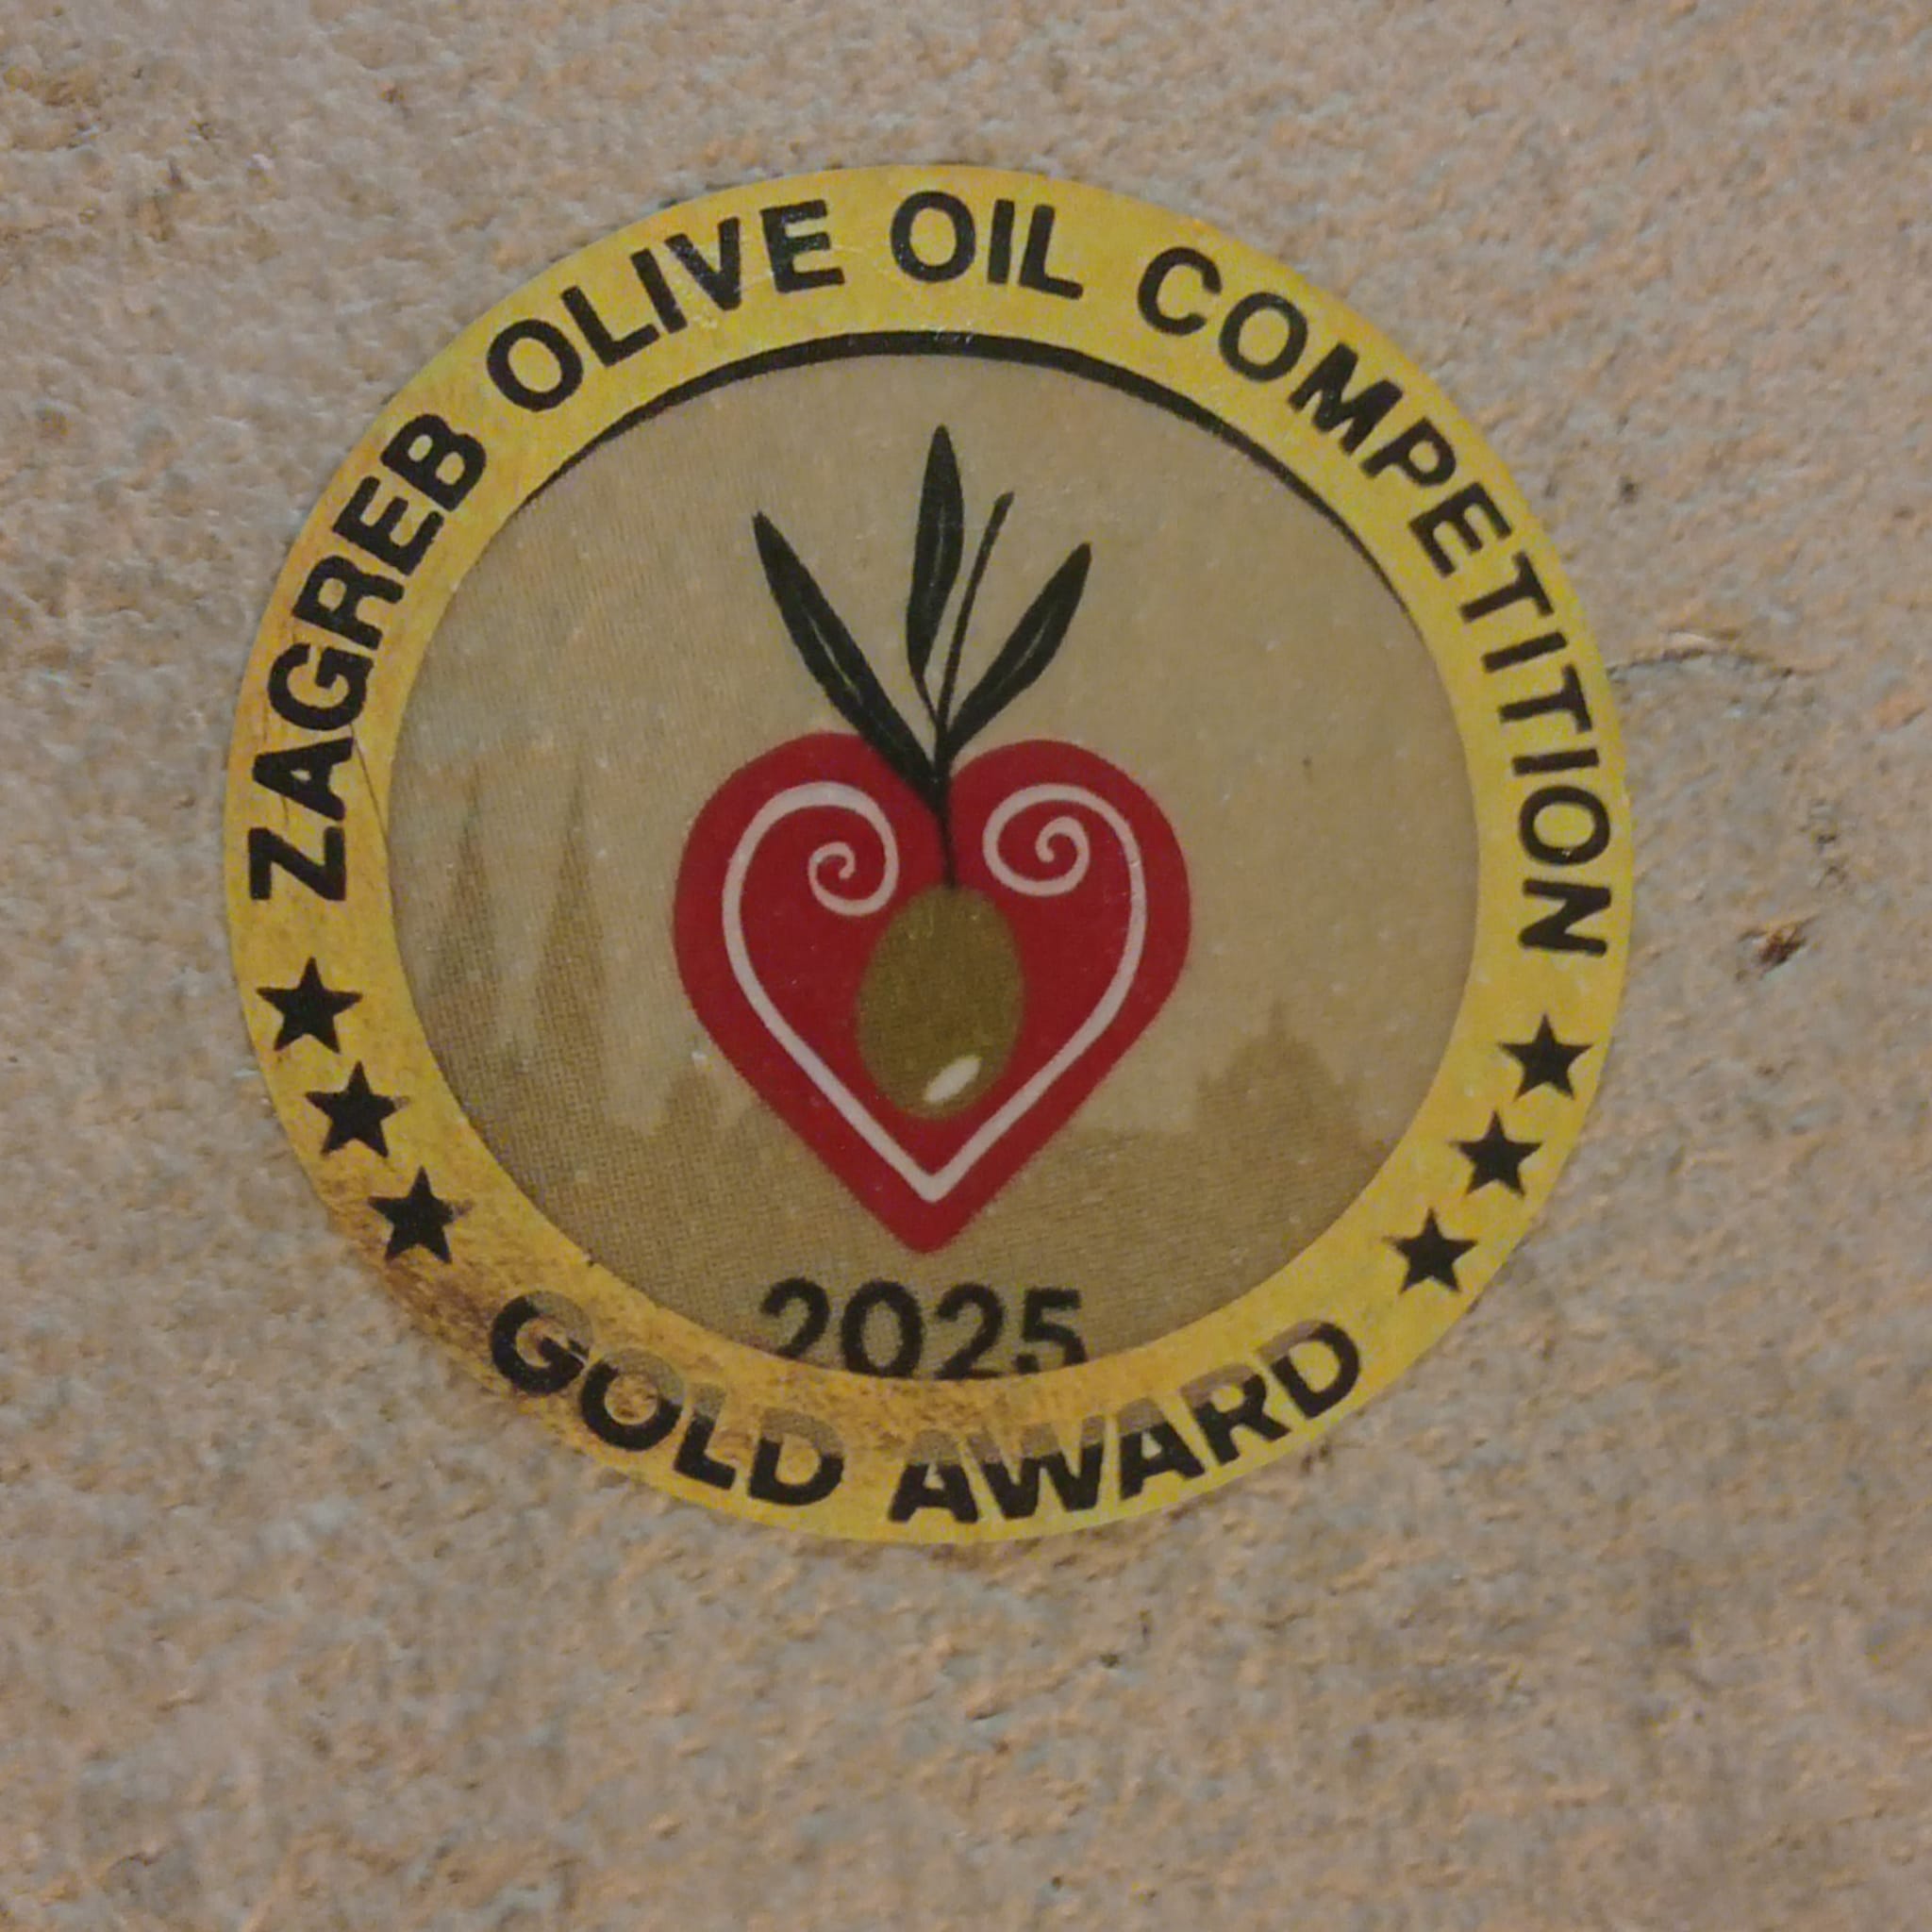 ZAGREB OLIVE OIL COMPETITION
2025
GOLD AWARD